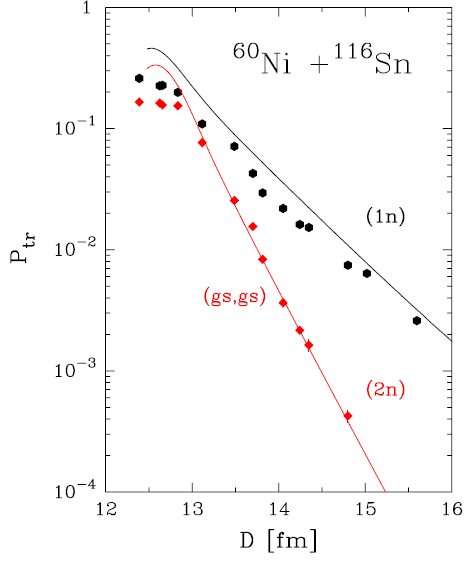 1
⁶⁰Ni + ¹¹⁶Sn
10⁻¹
P_tr
(1n)
10⁻²
(gs,gs)
10⁻³
(2n)
10⁻⁴
12 13 14 15 16
D [fm]